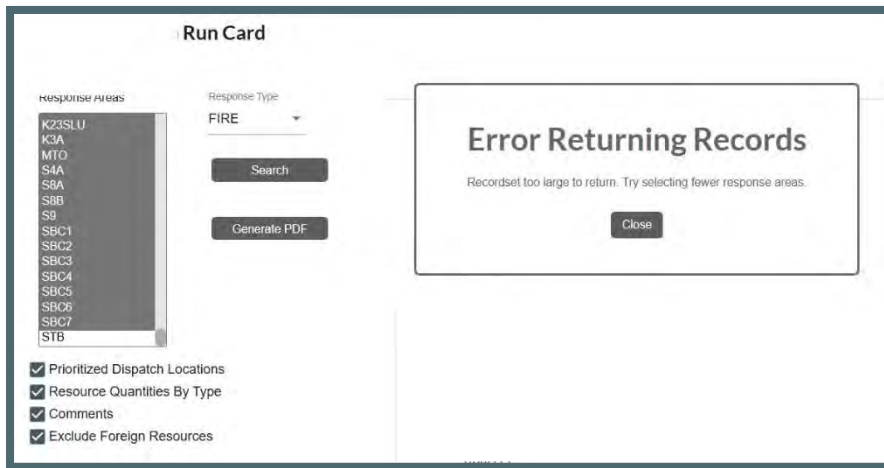 Run Card
Response Areas
K23SLU
K3A
MTO
S4A
S8A
S8B
S9
SBC1
SBC2
SBC3
SBC4
SBC5
SBC6
SBC7
STB
Response Type
FIRE
Search
Generate PDF
Prioritized Dispatch Locations
Resource Quantities By Type
Comments
Exclude Foreign Resources
Error Returning Records
Recordset too large to return. Try selecting fewer response areas.
Close